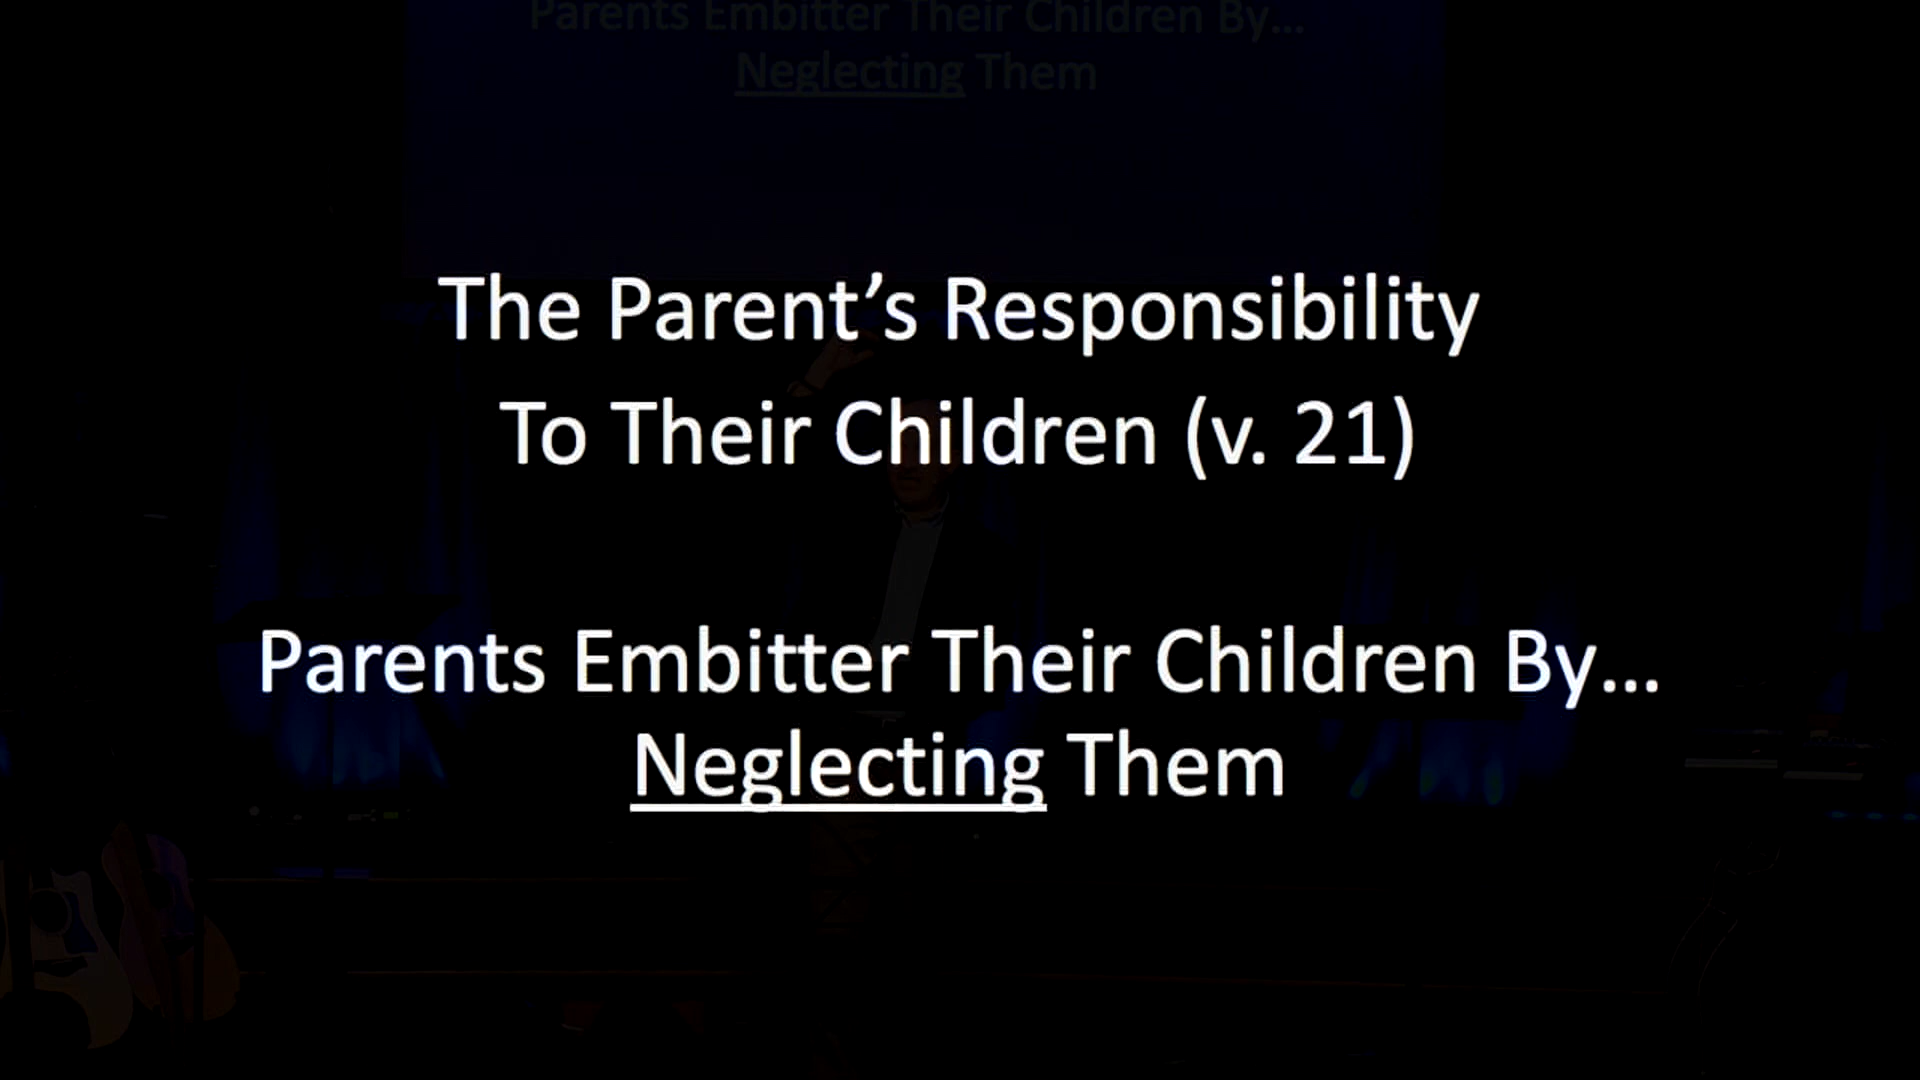 Parents Embitter Their Children By...
Neglecting Them
The Parent’s Responsibility
To Their Children (v. 21)
Parents Embitter Their Children By...
Neglecting Them